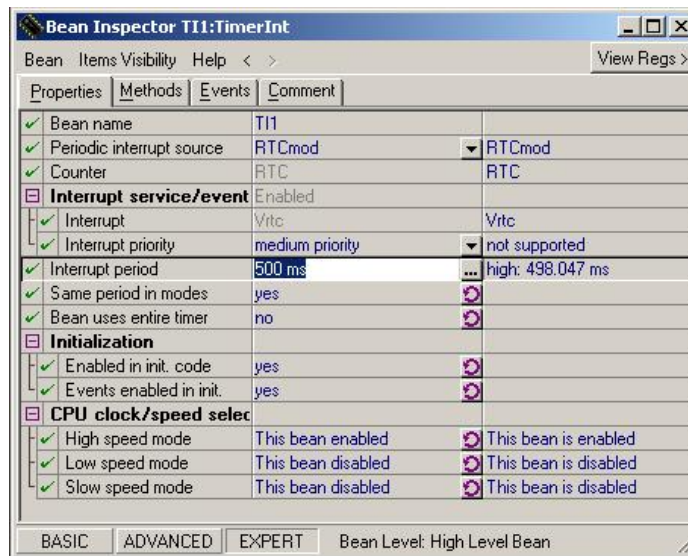 Bean Inspector TI1:TimerInt
Bean Items Visibility Help < > View Regs >
Properties Methods Events Comment
Bean name TI1
Periodic interrupt source RTCmod RTCmod
Counter RTC RTC
Interrupt service/event Enabled
Interrupt Vrtc Vrtc
Interrupt priority medium priority not supported
Interrupt period 500 ms ... high: 498.047 ms
Same period in modes yes
Bean uses entire timer no
Initialization
Enabled in init. code yes
Events enabled in init. yes
CPU clock/speed selec
High speed mode This bean enabled This bean is enabled
Low speed mode This bean disabled This bean is disabled
Slow speed mode This bean disabled This bean is disabled
BASIC ADVANCED EXPERT Bean Level: High Level Bean